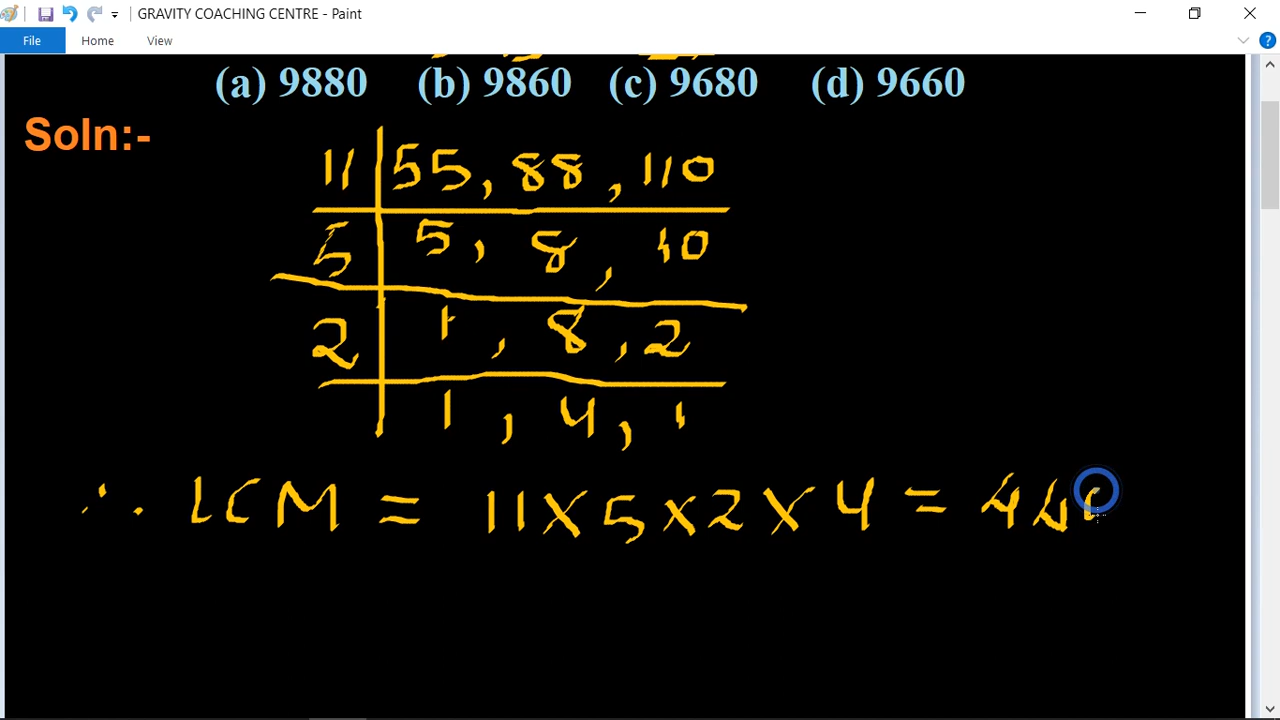 GRAVITY COACHING CENTRE - Paint
File Home View
(a) 9880 (b) 9860 (c) 9680 (d) 9660
Soln:-
11 | 55, 88, 110
5 | 5, 8, 10
2 | 1, 8, 2
1, 4, 1
∴ LCM = 11 × 5 × 2 × 4 = 440